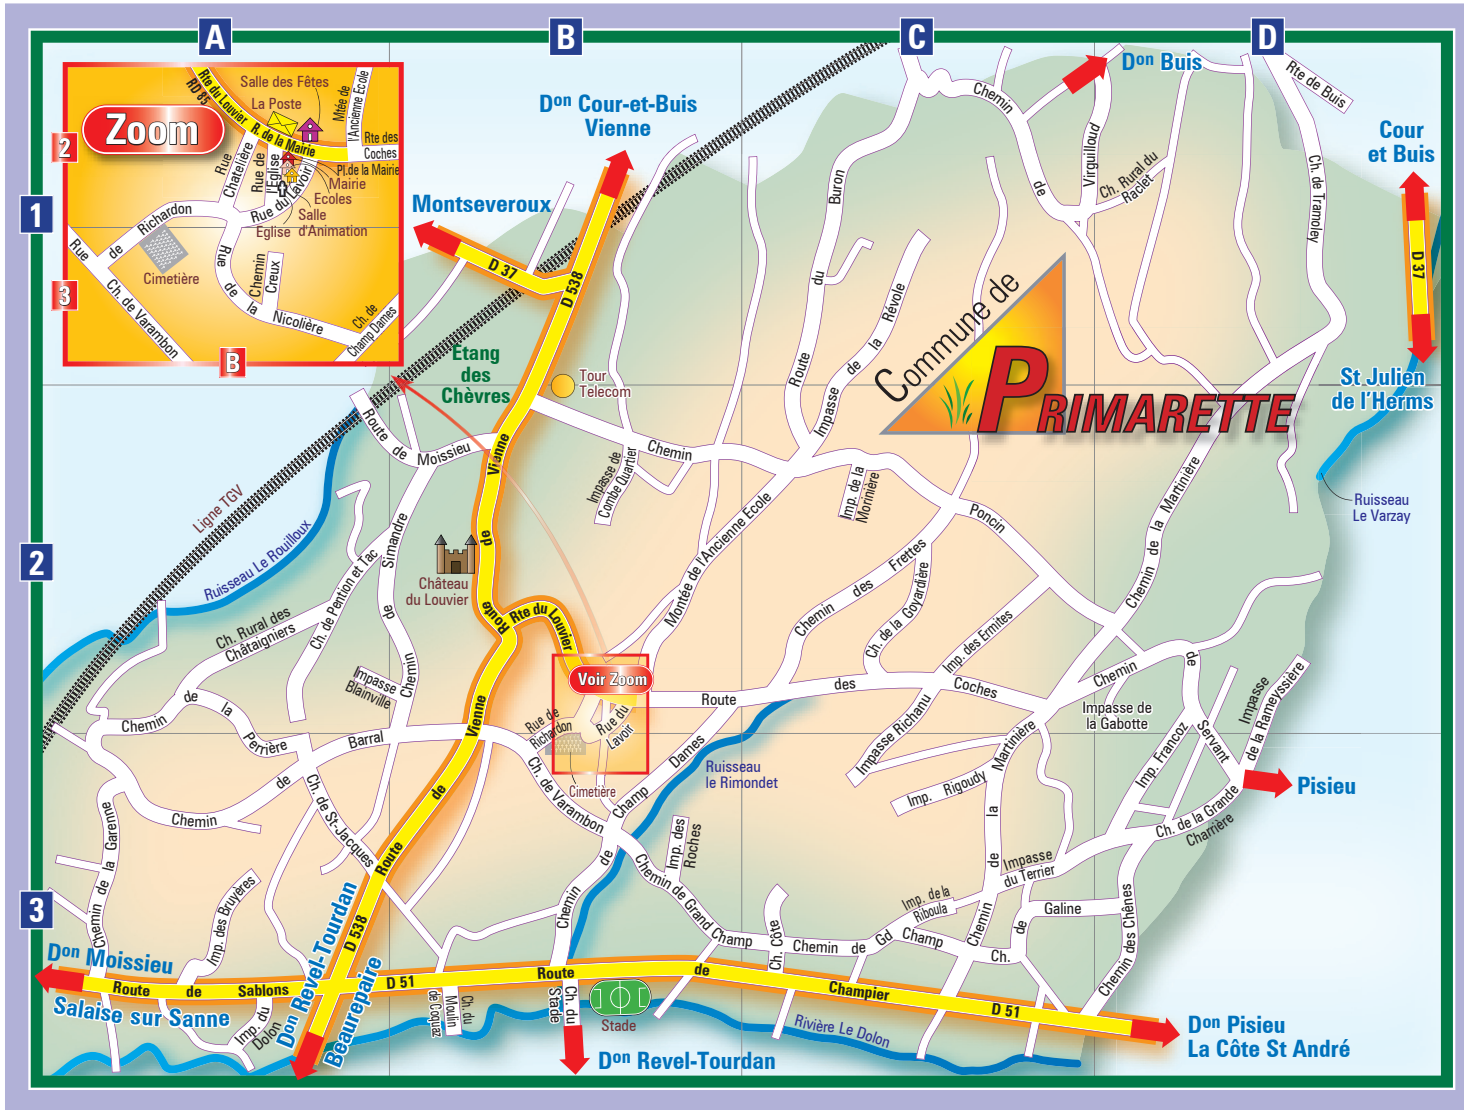 A
B
C
D
1
2
3
Zoom
2
3
B
Rte du Louvier
RD 85
Salle des Fêtes
La Poste
R. de la Mairie
Mtée de
l'Ancienne Ecole
Rte des
Coches
Pl.de la Mairie
Mairie
Ecoles
Salle
d'Animation
Eglise
Rue
Chatelière
Rue de
l'Eglise
Rue du Lavoir
Rue
de
Richardon
Cimetière
Ch. de Varambon
Rue
de
la
Nicolière
Chemin
Creux
Ch. de
Champ Dames
Don Cour-et-Buis
Vienne
Montseveroux
D 37
D 538
Don Buis
Rte de Buis
Cour
et Buis
D 37
St Julien
de l'Herms
Chemin
de
Virguilloud
Ch. Rural du
Raclet
Ch. de Tramoley
Buron
du
Route
Impasse
de
la
Révole
Commune de
PRIMARETTE
Etang
des
Chèvres
Tour
Telecom
Route
de
Moissieu
Vienne
de
Route
Ligne TGV
Ruisseau Le Rouilloux
Château
du Louvier
Rte du Louvier
Impasse de
Combe Quartier
Chemin
Poncin
Imp. de la
Morinière
Montée de l'Ancienne Ecole
Chemin
des
Frettes
Ch. de la Goyardière
Imp. des Ermites
Chemin
de
la
Martinière
Ruisseau
Le Varzay
Simandre
de
Chemin
Ch. de Pention et Tac
Ch. Rural des
Châtaigniers
Impasse
Blainville
Chemin
de
la
Perrière
Barral
de
Chemin
Voir Zoom
Rue de
Richardon
Rue du
Lavoir
Cimetière
Route
des
Coches
Vienne
de
Route
D 538
Dames
Champ
de
Chemin
Ch. de Varambon
Ruisseau
le Rimondet
Impasse Richanu
Imp. Rigoudy
Martinière
la
de
Chemin
Impasse de
la Gabotte
Chemin
de
Servant
Imp. Francoz
Impasse
de la Rameyssière
Pisieu
Ch. de la Grande
Charrière
Impasse
du Terrier
Imp. de la
Riboula
Ch.
de
Galine
Chemin des Chênes
Ch. de St-Jacques
Chemin de la Garenne
Imp. des Bruyères
Imp. des
Roches
Chemin de Grand Champ
Ch. Côte
Chemin
de
Gd
Champ
Don Moissieu
Salaise sur Sanne
Route
de
Sablons
D 51
Route
de
Champier
D 51
Imp. du
Dolon
Don Revel-Tourdan
Beaurepaire
Ch. du
Moulin
de Coquaz
Ch. du
Stade
Stade
Don Revel-Tourdan
Rivière Le Dolon
Don Pisieu
La Côte St André